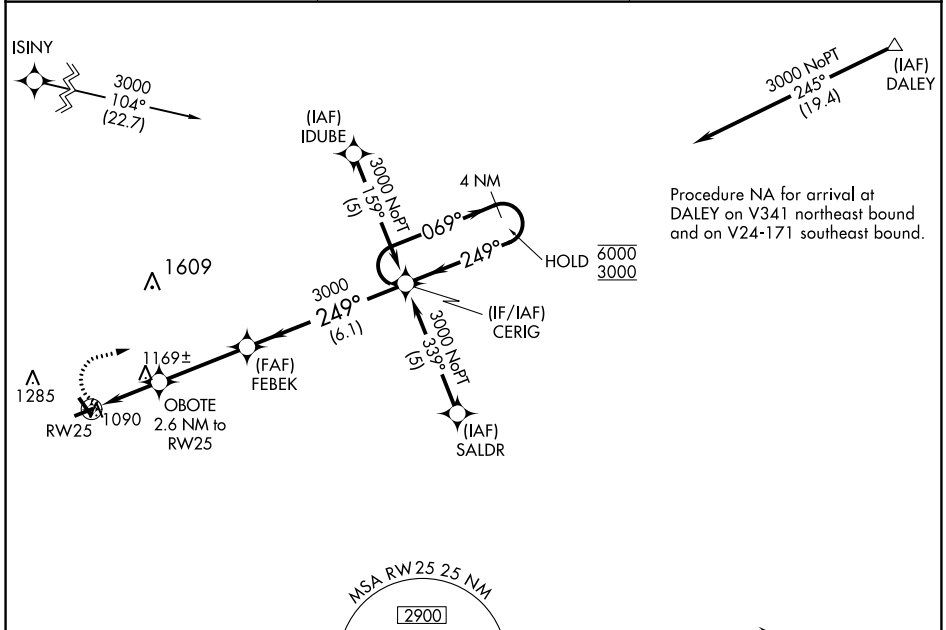 ISINY
3000
104°
(22.7)
(IAF)
IDUBE
3000 NoPT
159°
(5)
4 NM
069°
249°
HOLD
6000
3000
3000 NoPT
245°
(19.4)
(IAF)
DALEY
Procedure NA for arrival at
DALEY on V341 northeast bound
and on V24-171 southeast bound.
1609
3000
249°
(6.1)
(IF/IAF)
CERIG
3000 NoPT
339°
(5)
(IAF)
SALDR
(FAF)
FEBEK
1169±
1285
1090
RW25
OBOTE
2.6 NM to
RW25
MSA RW25 25 NM
2900